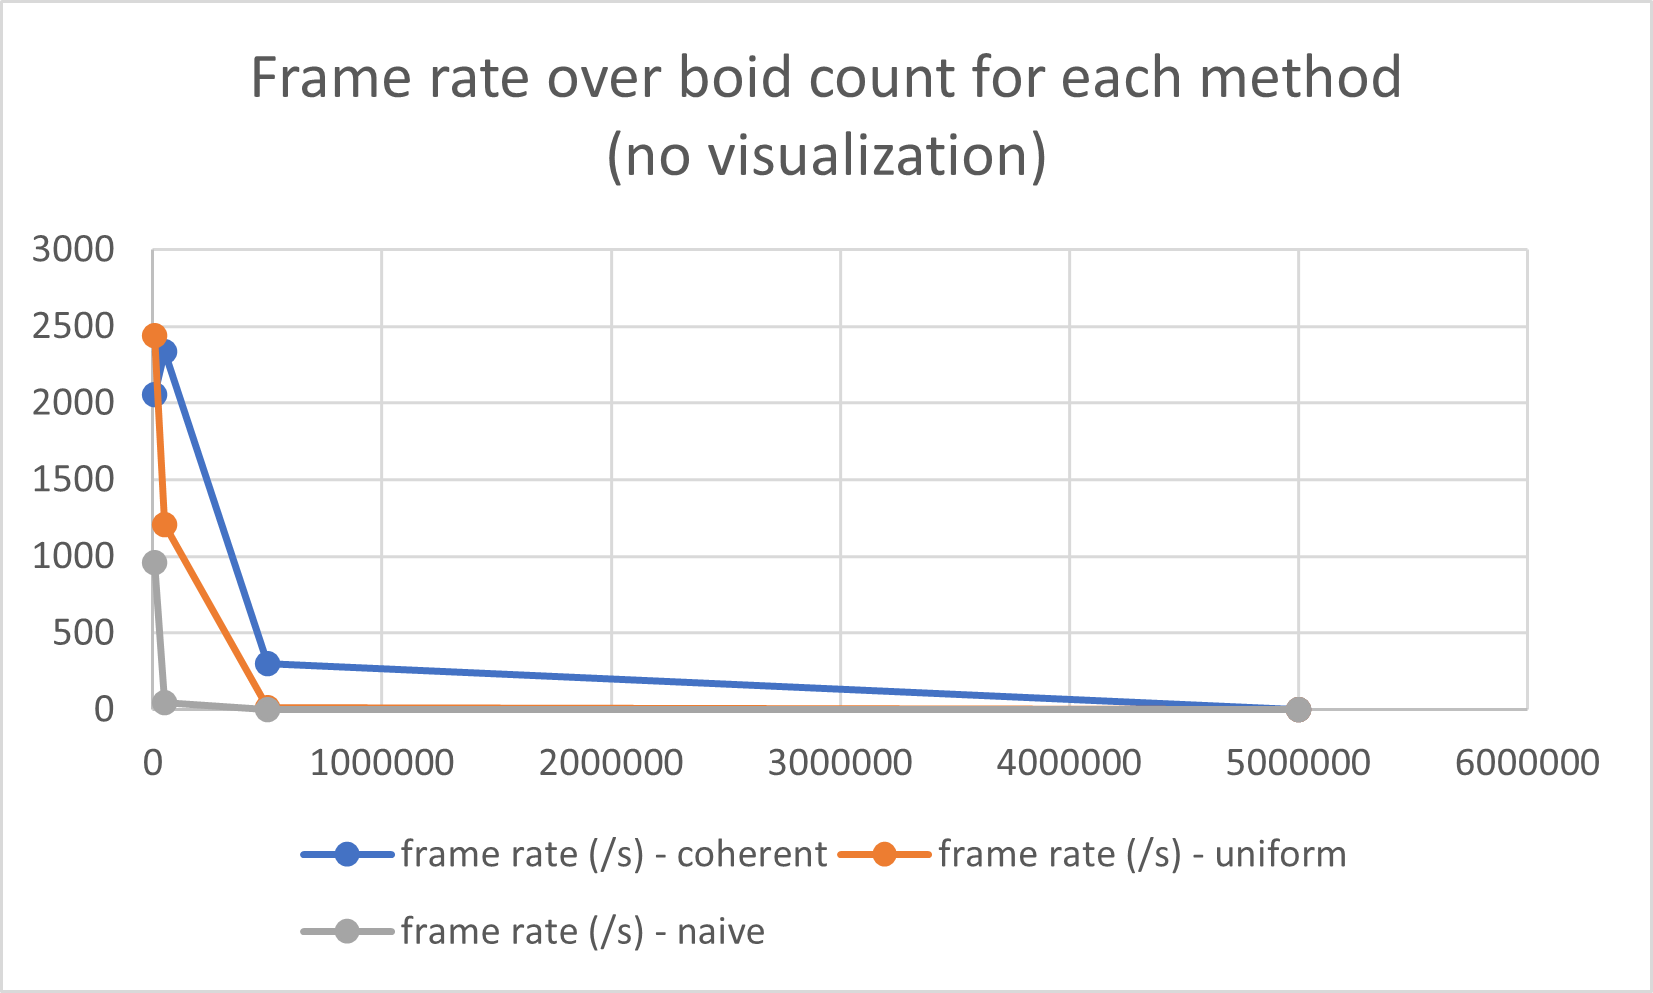 Frame rate over boid count for each method
(no visualization)
3000
2500
2000
1500
1000
500
0
0 1000000 2000000 3000000 4000000 5000000 6000000
frame rate (/s) - coherent frame rate (/s) - uniform
frame rate (/s) - naive